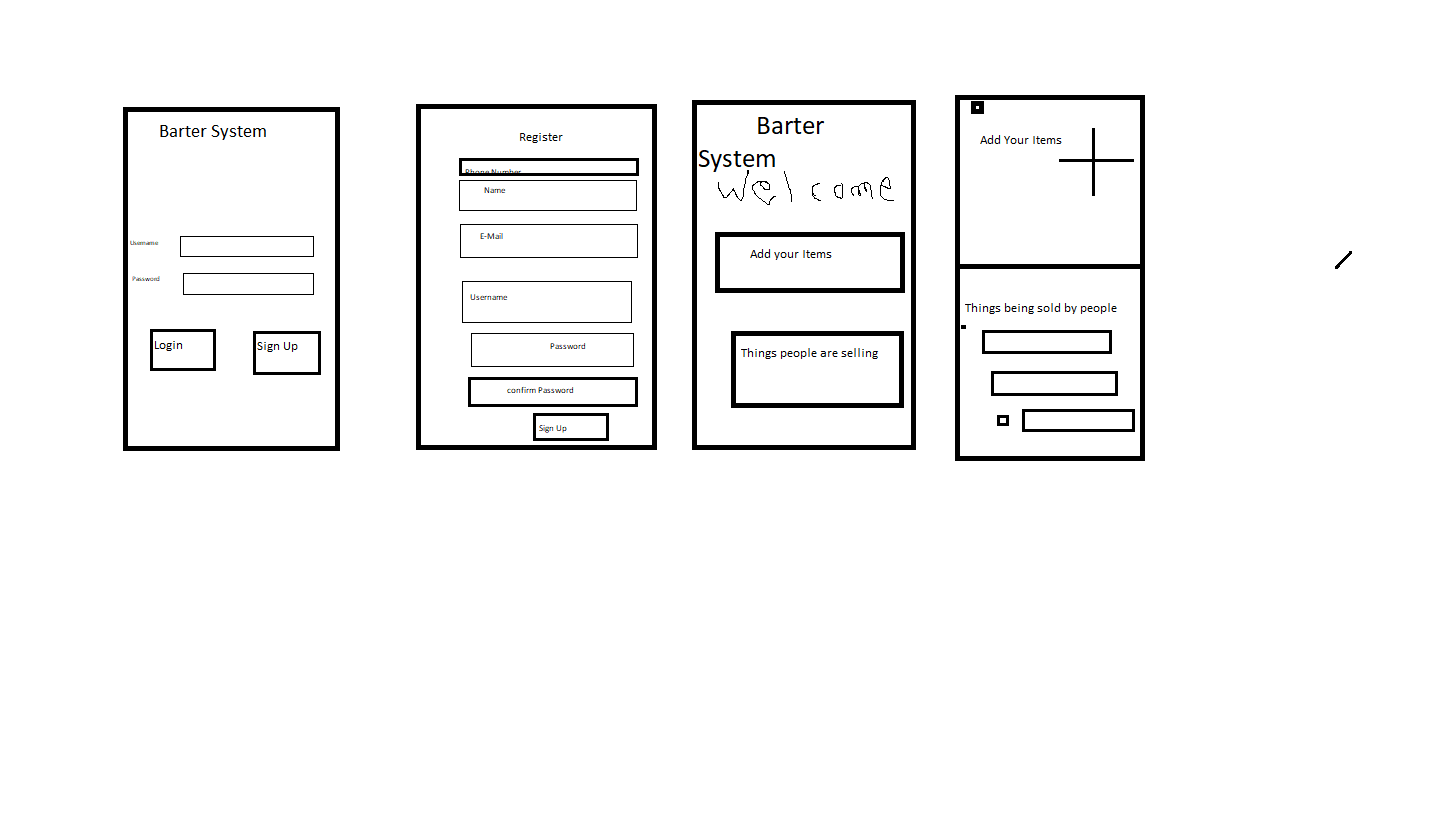 Barter System
Username
Password
Login
Sign Up
Register
Phone Number
Name
E-Mail
Username
Password
confirm Password
Sign Up
Barter
System
Welcome
Add your Items
Things people are selling
Add Your Items
Things being sold by people